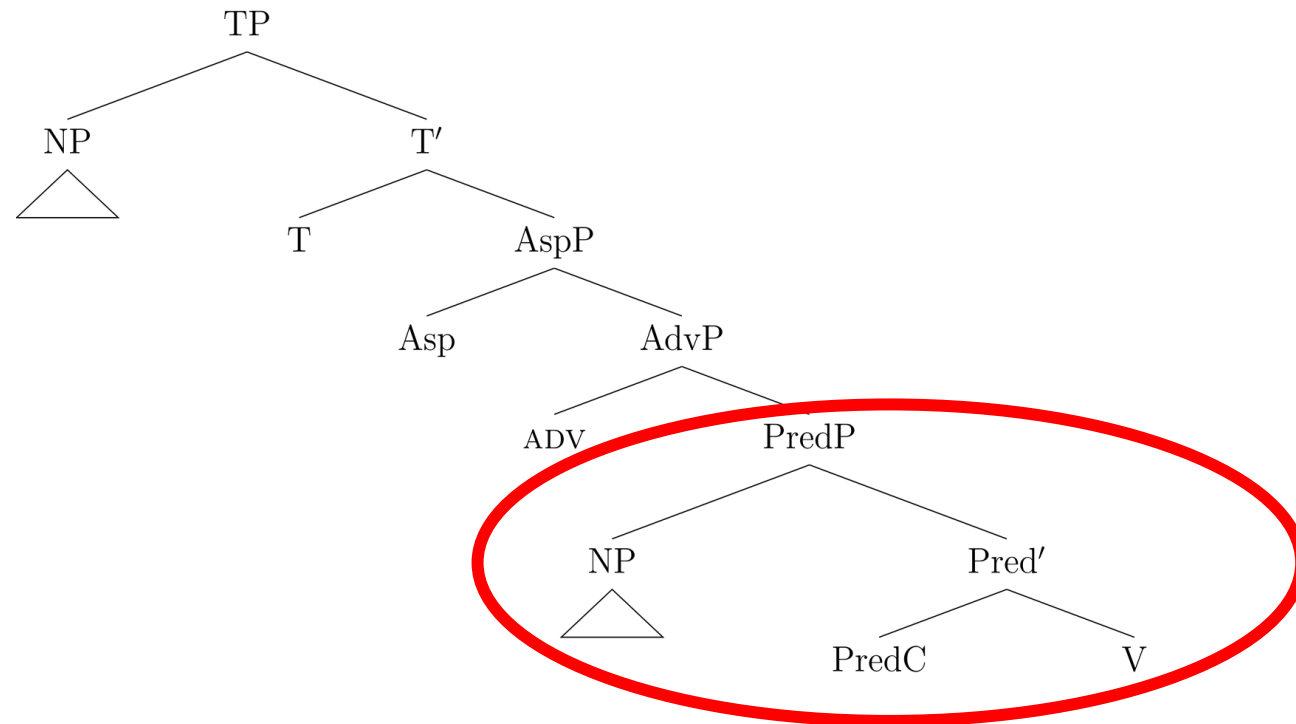 TP
NP T′
T AspP
Asp AdvP
ADV PredP
NP Pred′
PredC V